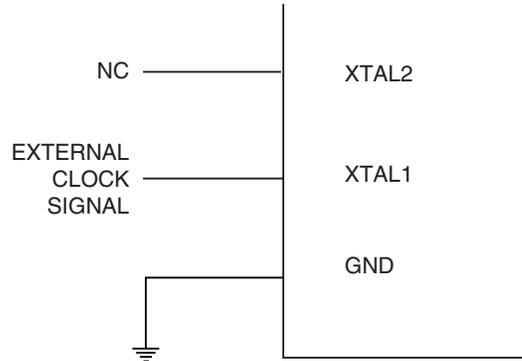 NC
XTAL2
EXTERNAL
CLOCK
SIGNAL
XTAL1
GND